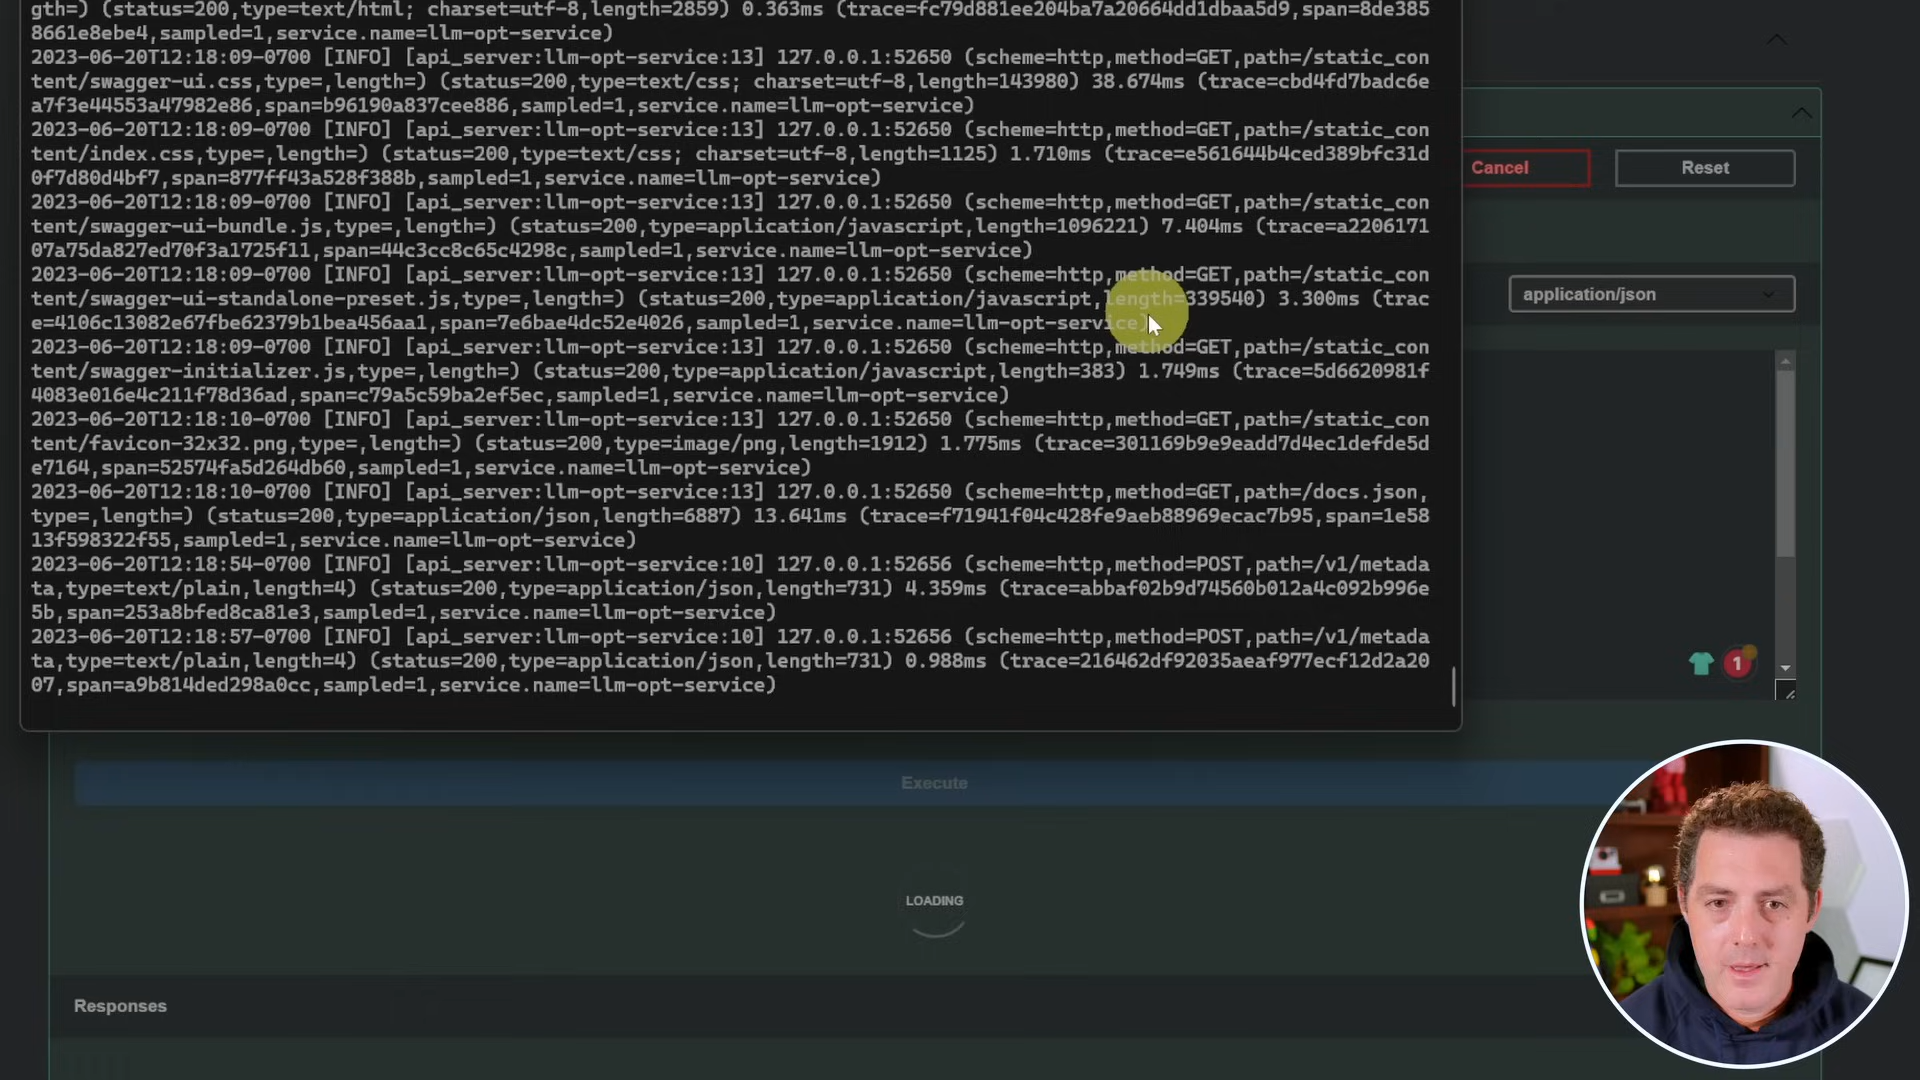 gth=) (status=200,type=text/html; charset=utf-8,length=2859) 0.363ms (trace=fc79d881ee204ba7a20664dd1dbaa5d9,span=8de385
8661e8ebe4,sampled=1,service.name=llm-opt-service)
2023-06-20T12:18:09-0700 [INFO] [api_server:llm-opt-service:13] 127.0.0.1:52650 (scheme=http,method=GET,path=/static_con
tent/swagger-ui.css,type=,length=) (status=200,type=text/css; charset=utf-8,length=143980) 38.674ms (trace=cbd4fd7badc6e
a7f3e44553a47982e86,span=b96190a837cee886,sampled=1,service.name=llm-opt-service)
2023-06-20T12:18:09-0700 [INFO] [api_server:llm-opt-service:13] 127.0.0.1:52650 (scheme=http,method=GET,path=/static_con
tent/index.css,type=,length=) (status=200,type=text/css; charset=utf-8,length=1125) 1.710ms (trace=e561644b4ced389bfc31d
0f7d80d4bf7,span=877ff43a528f388b,sampled=1,service.name=llm-opt-service)
Cancel
Reset
2023-06-20T12:18:09-0700 [INFO] [api_server:llm-opt-service:13] 127.0.0.1:52650 (scheme=http,method=GET,path=/static_con
tent/swagger-ui-bundle.js,type=,length=) (status=200,type=application/javascript,length=1096221) 7.404ms (trace=a2206171
07a75da827ed70f3a1725f11,span=44c3cc8c65c4298c,sampled=1,service.name=llm-opt-service)
2023-06-20T12:18:09-0700 [INFO] [api_server:llm-opt-service:13] 127.0.0.1:52650 (scheme=http,method=GET,path=/static_con
tent/swagger-ui-standalone-preset.js,type=,length=) (status=200,type=application/javascript,length=339540) 3.300ms (trac
e=4106c13082e67fbe62379b1bea456aa1,span=7e6bae4dc52e4026,sampled=1,service.name=llm-opt-service)
application/json
2023-06-20T12:18:09-0700 [INFO] [api_server:llm-opt-service:13] 127.0.0.1:52650 (scheme=http,method=GET,path=/static_con
tent/swagger-initializer.js,type=,length=) (status=200,type=application/javascript,length=383) 1.749ms (trace=5d6620981f
4083e016e4c211f78d36ad,span=c79a5c59ba2ef5ec,sampled=1,service.name=llm-opt-service)
2023-06-20T12:18:10-0700 [INFO] [api_server:llm-opt-service:13] 127.0.0.1:52650 (scheme=http,method=GET,path=/static_con
tent/favicon-32x32.png,type=,length=) (status=200,type=image/png,length=1912) 1.775ms (trace=301169b9e9eadd7d4ec1defde5d
e7164,span=52574fa5d264db60,sampled=1,service.name=llm-opt-service)
2023-06-20T12:18:10-0700 [INFO] [api_server:llm-opt-service:13] 127.0.0.1:52650 (scheme=http,method=GET,path=/docs.json,
type=,length=) (status=200,type=application/json,length=6887) 13.641ms (trace=f71941f04c428fe9aeb88969ecac7b95,span=1e58
13f598322f55,sampled=1,service.name=llm-opt-service)
2023-06-20T12:18:54-0700 [INFO] [api_server:llm-opt-service:10] 127.0.0.1:52656 (scheme=http,method=POST,path=/v1/metada
ta,type=text/plain,length=4) (status=200,type=application/json,length=731) 4.359ms (trace=abbaf02b9d74560b012a4c092b996e
5b,span=253a8bfed8ca81e3,sampled=1,service.name=llm-opt-service)
2023-06-20T12:18:57-0700 [INFO] [api_server:llm-opt-service:10] 127.0.0.1:52656 (scheme=http,method=POST,path=/v1/metada
ta,type=text/plain,length=4) (status=200,type=application/json,length=731) 0.988ms (trace=216462df92035aeaf977ecf12d2a20
07,span=a9b814ded298a0cc,sampled=1,service.name=llm-opt-service)
1
Execute
LOADING
Responses